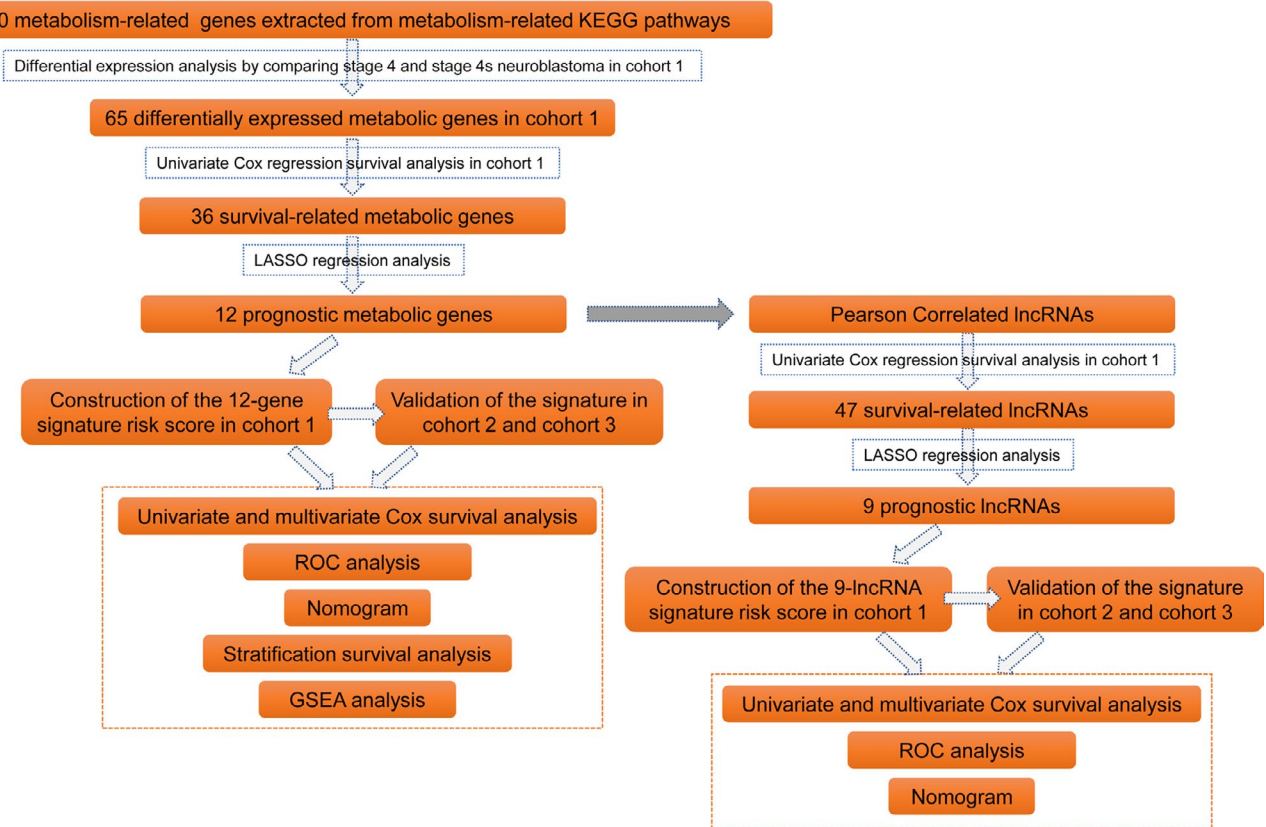 metabolism-related genes extracted from metabolism-related KEGG pathways
Differential expression analysis by comparing stage 4 and stage 4s neuroblastoma in cohort 1
65 differentially expressed metabolic genes in cohort 1
Univariate Cox regression survival analysis in cohort 1
36 survival-related metabolic genes
LASSO regression analysis
12 prognostic metabolic genes
Construction of the 12-gene
signature risk score in cohort 1
Validation of the signature in
cohort 2 and cohort 3
Univariate and multivariate Cox survival analysis
ROC analysis
Nomogram
Stratification survival analysis
GSEA analysis
Pearson Correlated lncRNAs
Univariate Cox regression survival analysis in cohort 1
47 survival-related lncRNAs
LASSO regression analysis
9 prognostic lncRNAs
Construction of the 9-lncRNA
signature risk score in cohort 1
Validation of the signature
in cohort 2 and cohort 3
Univariate and multivariate Cox survival analysis
ROC analysis
Nomogram